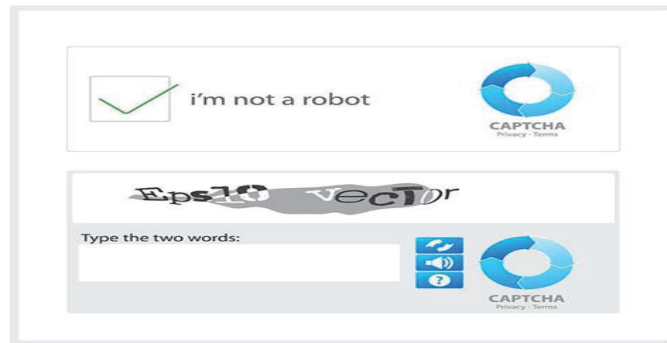 i'm not a robot
CAPTCHA
Privacy - Terms
Eps10 vector
Type the two words:
?
CAPTCHA
Privacy - Terms